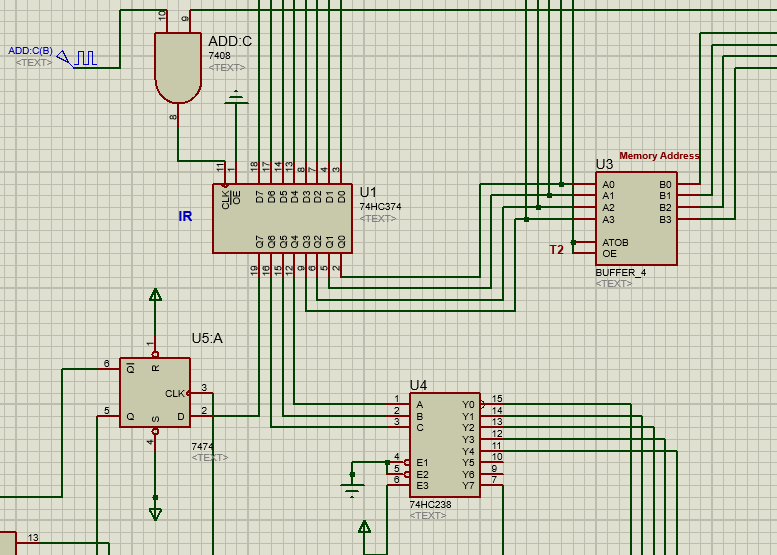 10 9
ADD:C(B)
<TEXT>
ADD:C
7408
<TEXT>
8
11 1 18 17 14 13 8 7 4 3
CLK OE D7 D6 D5 D4 D3 D2 D1 D0
U1
74HC374
<TEXT>
IR
Q7 Q6 Q5 Q4 Q3 Q2 Q1 Q0
19 16 15 12 9 6 5 2
Memory Address
U3
A0 B0
A1 B1
A2 B2
A3 B3
ATOB
OE
T2
BUFFER_4
<TEXT>
U5:A
1
6 Q R
CLK 3
5 Q S D 2
4
7474
<TEXT>
U4
1 A Y0 15
2 B Y1 14
3 C Y2 13
Y3 12
Y4 11
4 E1 Y5 10
5 E2 Y6 9
6 E3 Y7 7
74HC238
<TEXT>
13